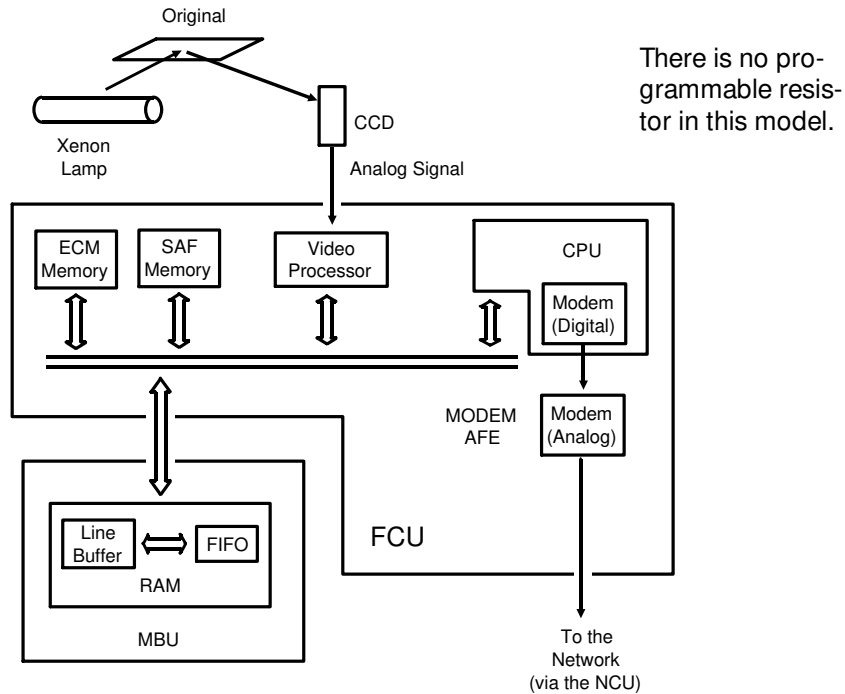 Original
There is no pro-
grammable resis-
tor in this model.
Xenon
Lamp
CCD
Analog Signal
ECM
Memory
SAF
Memory
Video
Processor
CPU
Modem
(Digital)
MODEM
AFE
Modem
(Analog)
FCU
Line
Buffer
FIFO
RAM
MBU
To the
Network
(via the NCU)